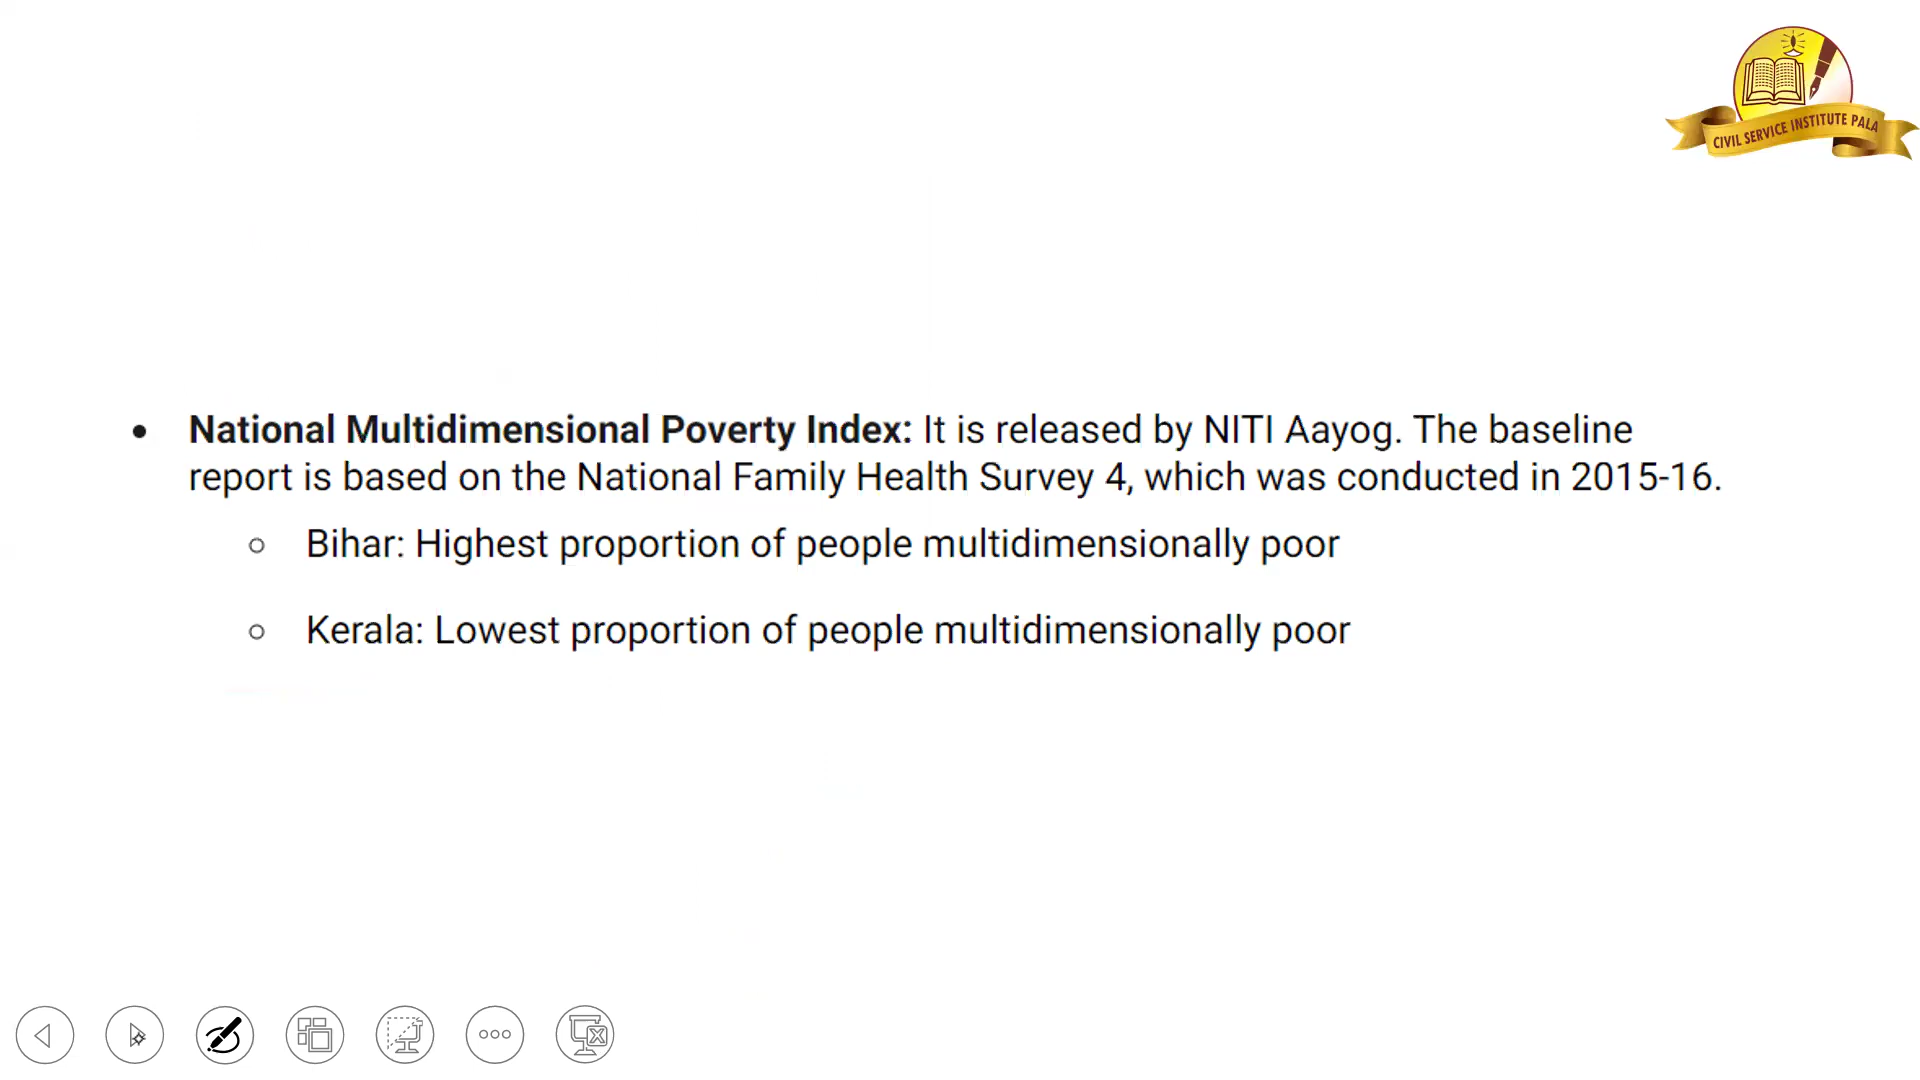 CIVIL SERVICE INSTITUTE PALA
• National Multidimensional Poverty Index: It is released by NITI Aayog. The baseline
report is based on the National Family Health Survey 4, which was conducted in 2015-16.
○ Bihar: Highest proportion of people multidimensionally poor
○ Kerala: Lowest proportion of people multidimensionally poor